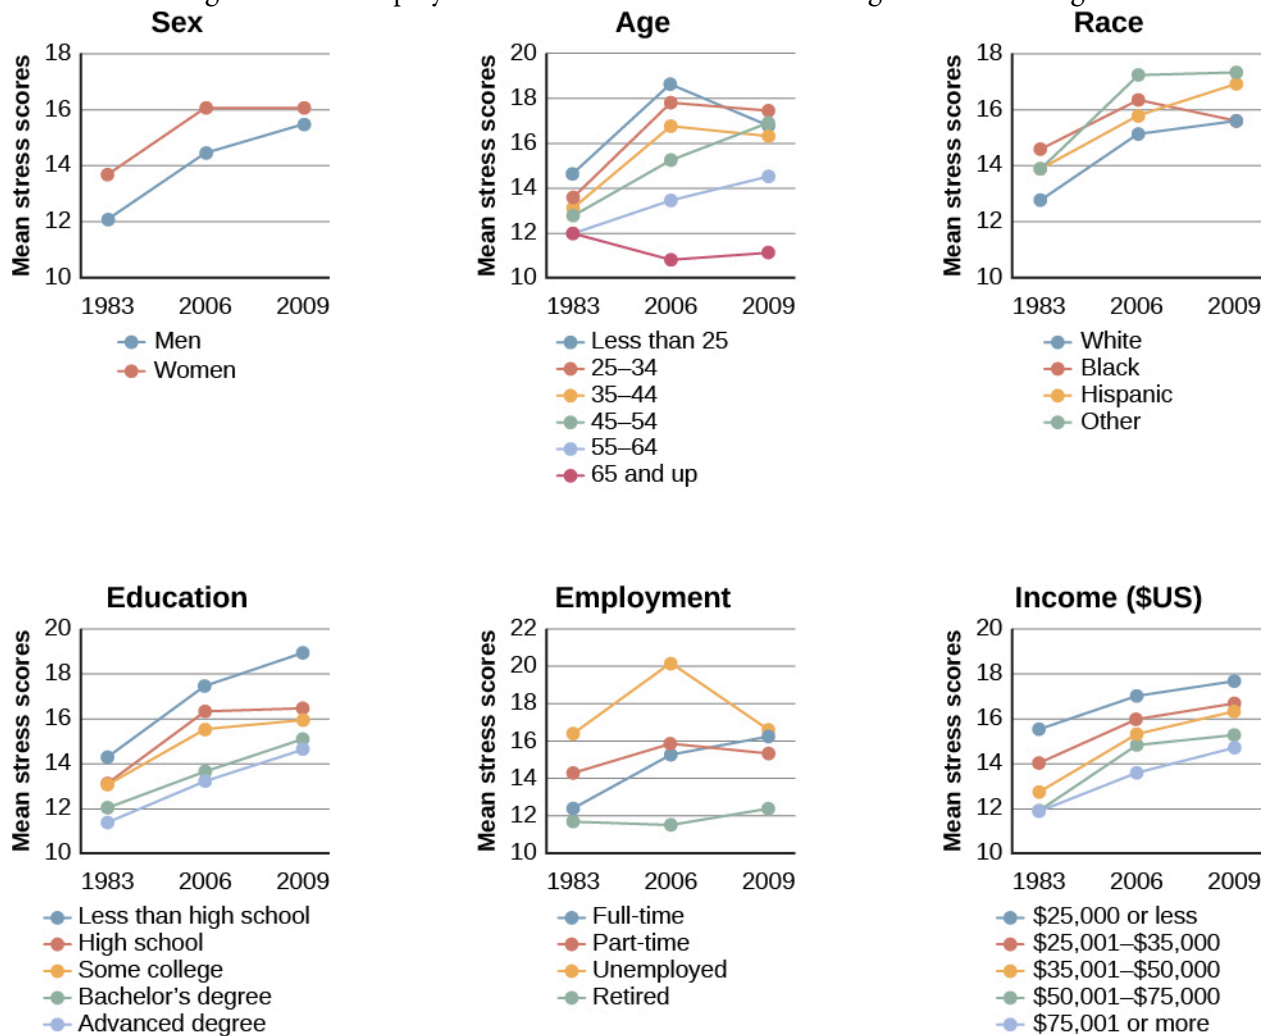 Sex
Mean stress scores
18
16
14
12
10
1983 2006 2009
Men
Women
Age
Mean stress scores
20
18
16
14
12
10
1983 2006 2009
Less than 25
25–34
35–44
45–54
55–64
65 and up
Race
Mean stress scores
18
16
14
12
10
1983 2006 2009
White
Black
Hispanic
Other
Education
Mean stress scores
20
18
16
14
12
10
1983 2006 2009
Less than high school
High school
Some college
Bachelor’s degree
Advanced degree
Employment
Mean stress scores
22
20
18
16
14
12
10
1983 2006 2009
Full-time
Part-time
Unemployed
Retired
Income ($US)
Mean stress scores
20
18
16
14
12
10
1983 2006 2009
$25,000 or less
$25,001–$35,000
$35,001–$50,000
$50,001–$75,000
$75,001 or more